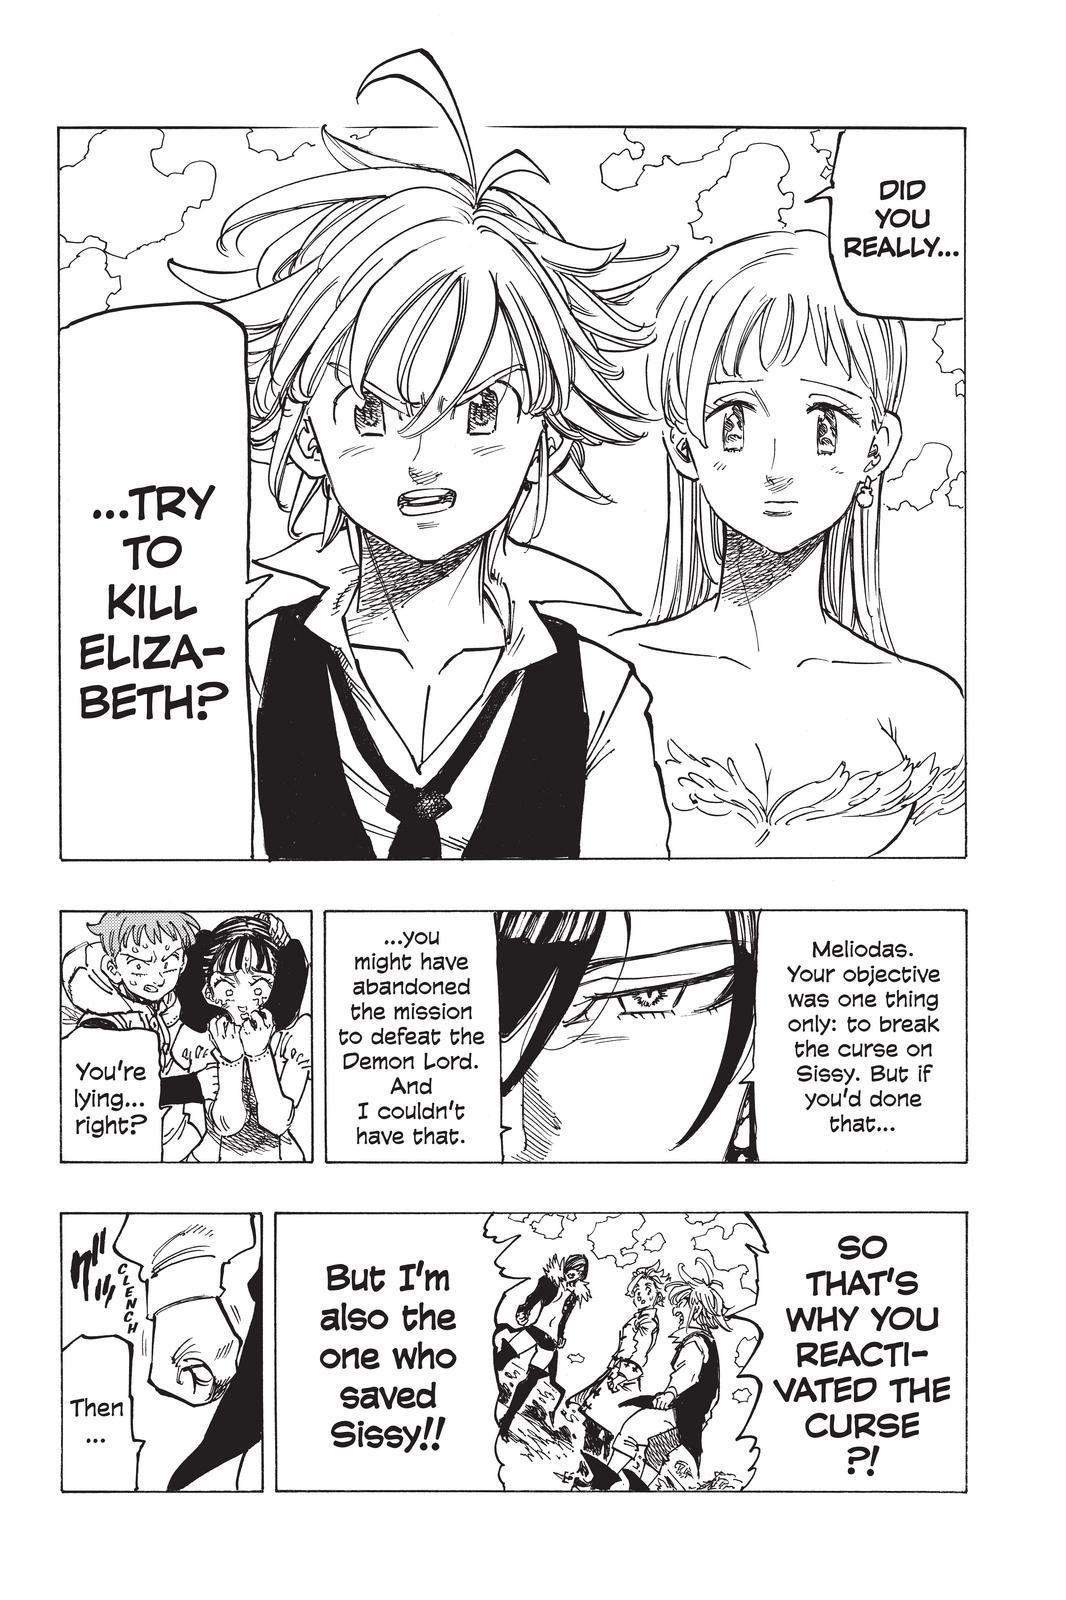 DID
YOU
REALLY...
...TRY
TO
KILL
ELIZA-
BETH?
Meliodas.
Your objective
was one thing
only: to break
the curse on
Sissy. But if
you'd done
that...
...you
might have
abandoned
the mission
to defeat the
Demon Lord.
And
I couldn't
have that.
You're
lying...
right?
SO
THAT'S
WHY YOU
REACTI-
VATED THE
CURSE
?!
But I'm
also the
one who
saved
Sissy!!
CLENCH
Then
...